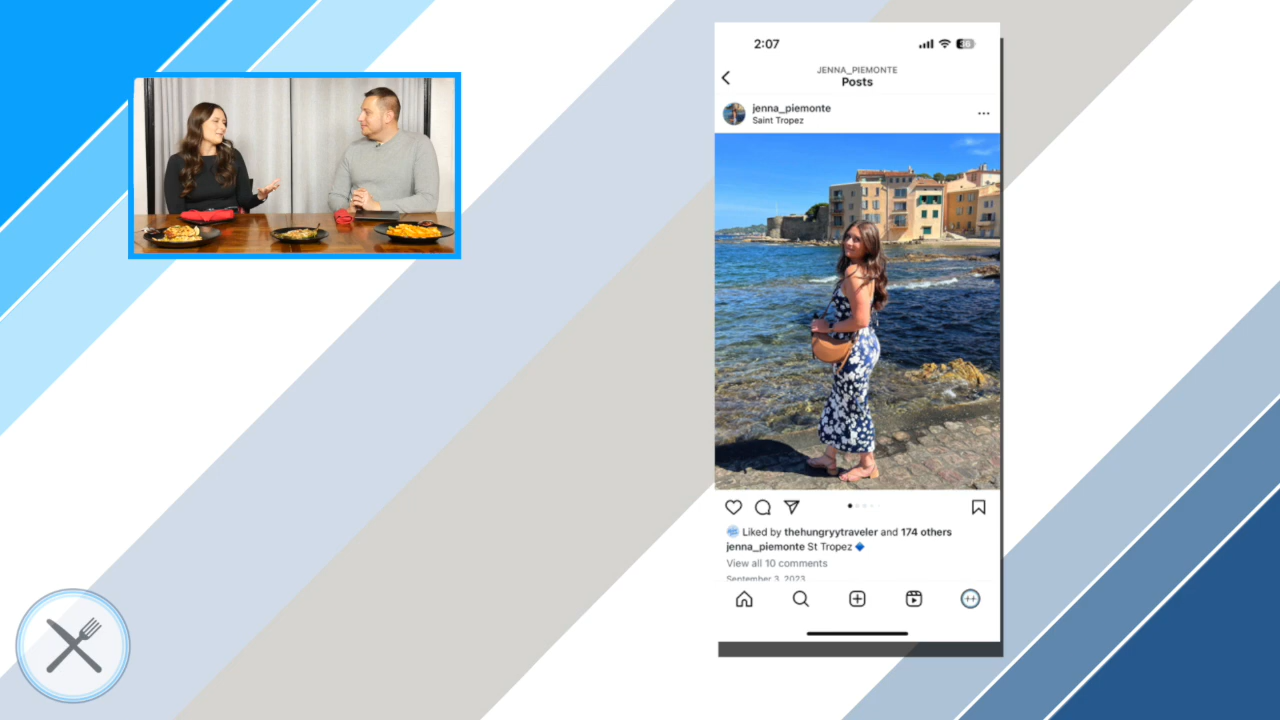 2:07
JENNA_PIEMONTE
Posts
jenna_piemonte
Saint Tropez
Liked by thehungryytraveler and 174 others
jenna_piemonte St Tropez
View all 10 comments
September 3, 2023